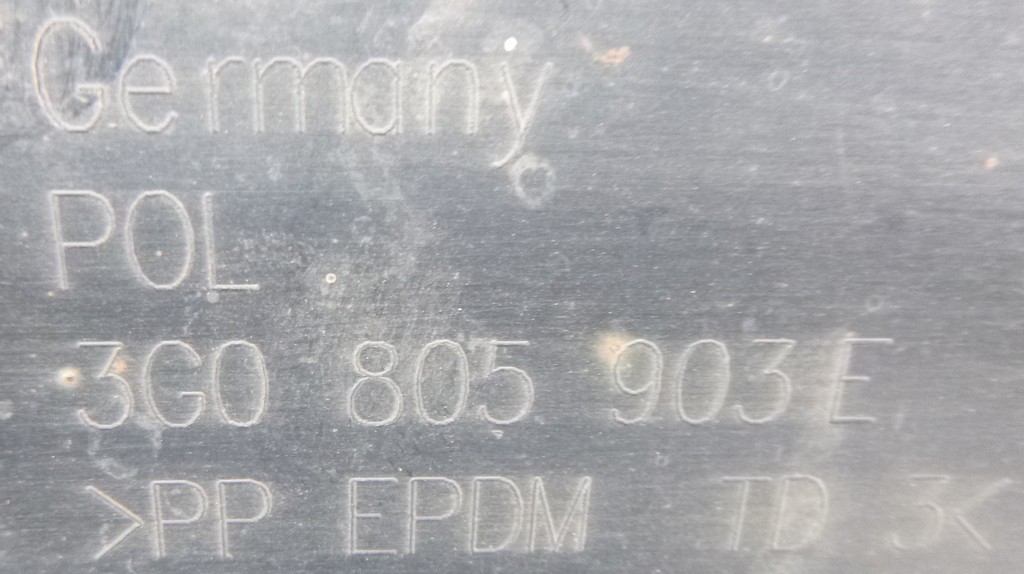 Germany
POL
3G0 805 903 E
>PP EPDM TD 3<